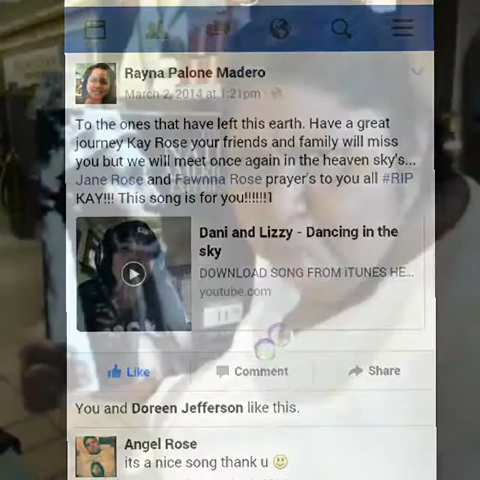 Rayna Palone Madero
March 2, 2014 at 1:21pm
To the ones that have left this earth. Have a great
journey Kay Rose your friends and family will miss
you but we will meet once again in the heaven sky's...
Jane Rose and Fawnna Rose prayer's to you all #RIP
KAY!!! This song is for you!!!!!!1
Dani and Lizzy - Dancing in the
sky
DOWNLOAD SONG FROM iTUNES HE...
youtube.com
Like
Comment
Share
You and Doreen Jefferson like this.
Angel Rose
its a nice song thank u